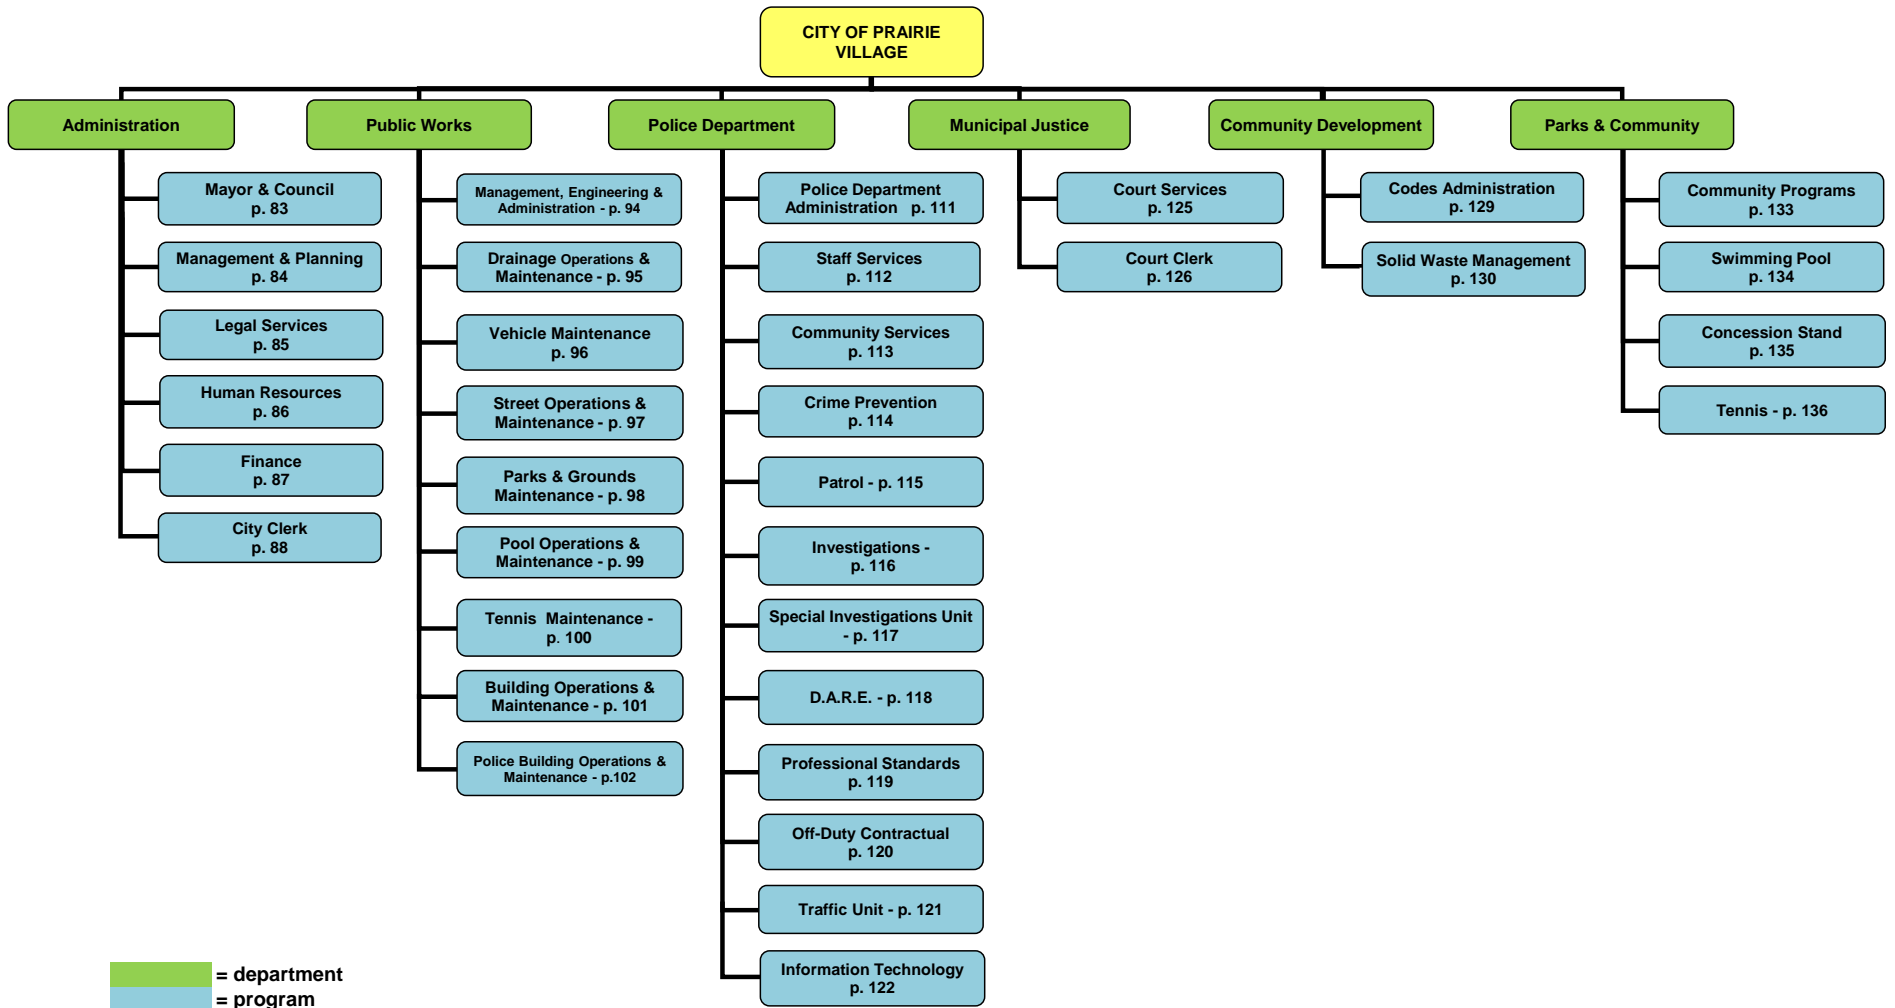 CITY OF PRAIRIE
VILLAGE
Administration
Public Works
Police Department
Municipal Justice
Community Development
Parks & Community
Mayor & Council
p. 83
Management & Planning
p. 84
Legal Services
p. 85
Human Resources
p. 86
Finance
p. 87
City Clerk
p. 88
Management, Engineering &
Administration - p. 94
Drainage Operations &
Maintenance - p. 95
Vehicle Maintenance
p. 96
Street Operations &
Maintenance - p. 97
Parks & Grounds
Maintenance - p. 98
Pool Operations &
Maintenance - p. 99
Tennis Maintenance -
p. 100
Building Operations &
Maintenance - p. 101
Police Building Operations &
Maintenance - p.102
Police Department
Administration p. 111
Staff Services
p. 112
Community Services
p. 113
Crime Prevention
p. 114
Patrol - p. 115
Investigations -
p. 116
Special Investigations Unit
- p. 117
D.A.R.E. - p. 118
Professional Standards
p. 119
Off-Duty Contractual
p. 120
Traffic Unit - p. 121
Information Technology
p. 122
Court Services
p. 125
Court Clerk
p. 126
Codes Administration
p. 129
Solid Waste Management
p. 130
Community Programs
p. 133
Swimming Pool
p. 134
Concession Stand
p. 135
Tennis - p. 136
= department
= program